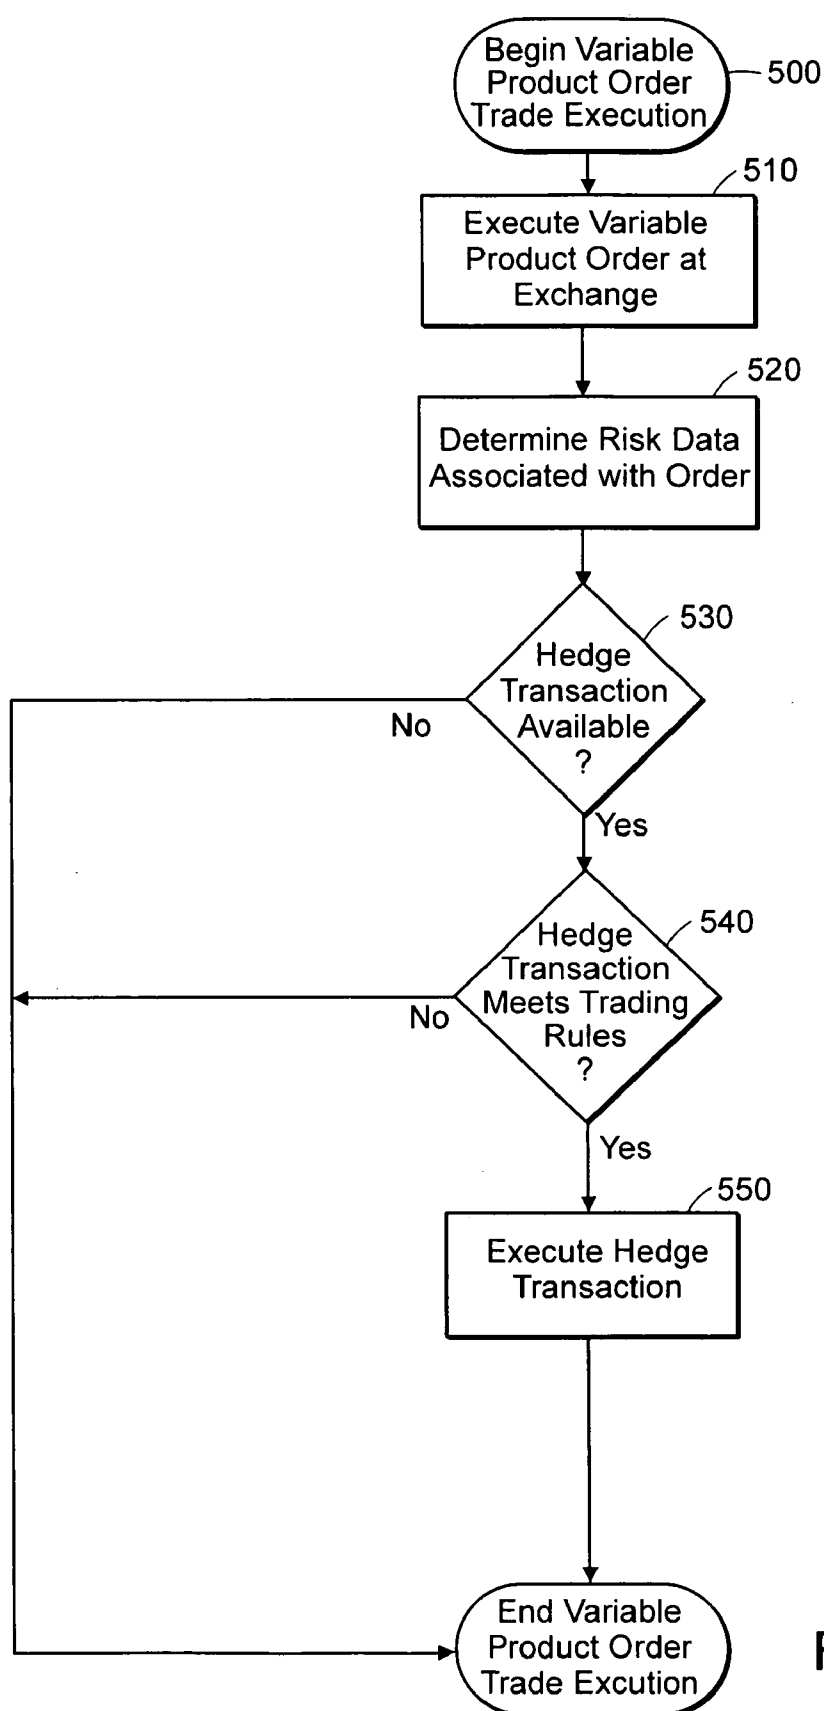 Begin Variable
Product Order
Trade Execution
500
510
Execute Variable
Product Order at
Exchange
520
Determine Risk Data
Associated with Order
530
Hedge
Transaction
Available
?
No
Yes
540
Hedge
Transaction
Meets Trading
Rules
?
No
Yes
550
Execute Hedge
Transaction
End Variable
Product Order
Trade Excution